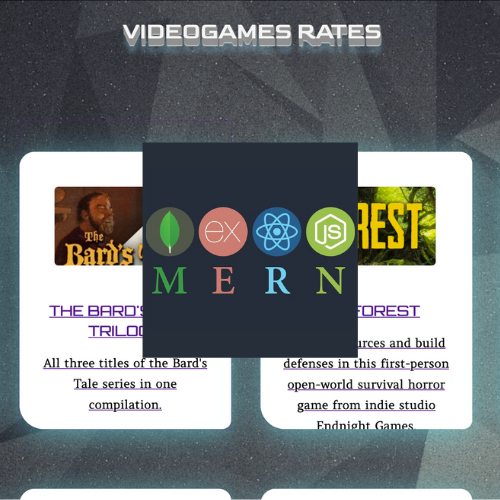 VIDEOGAMES RATES
The
Bard's
REST
ex
JS
M E R N
THE BARD'S
TRILO
FOREST
All three titles of the Bard's
Tale series in one
compilation.
urces and build
defenses in this first-person
open-world survival horror
game from indie studio
Endnight Games.